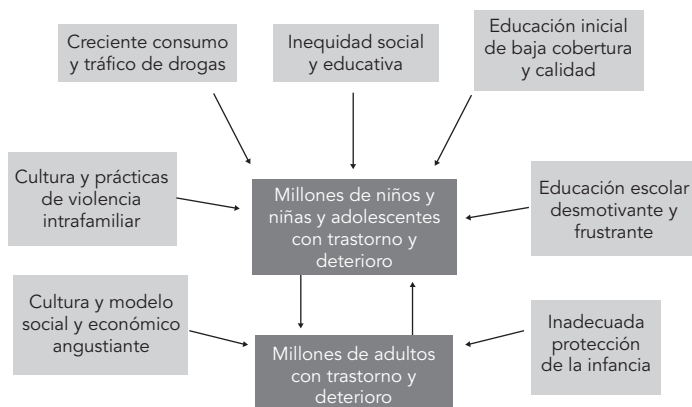 Creciente consumo
y tráfico de drogas
Inequidad social
y educativa
Educación inicial
de baja cobertura
y calidad
Cultura y prácticas
de violencia
intrafamiliar
Millones de niños y
niñas y adolescentes
con trastorno y
deterioro
Educación escolar
desmotivante y
frustrante
Cultura y modelo
social y económico
angustiante
Millones de adultos
con trastorno y
deterioro
Inadecuada
protección
de la infancia